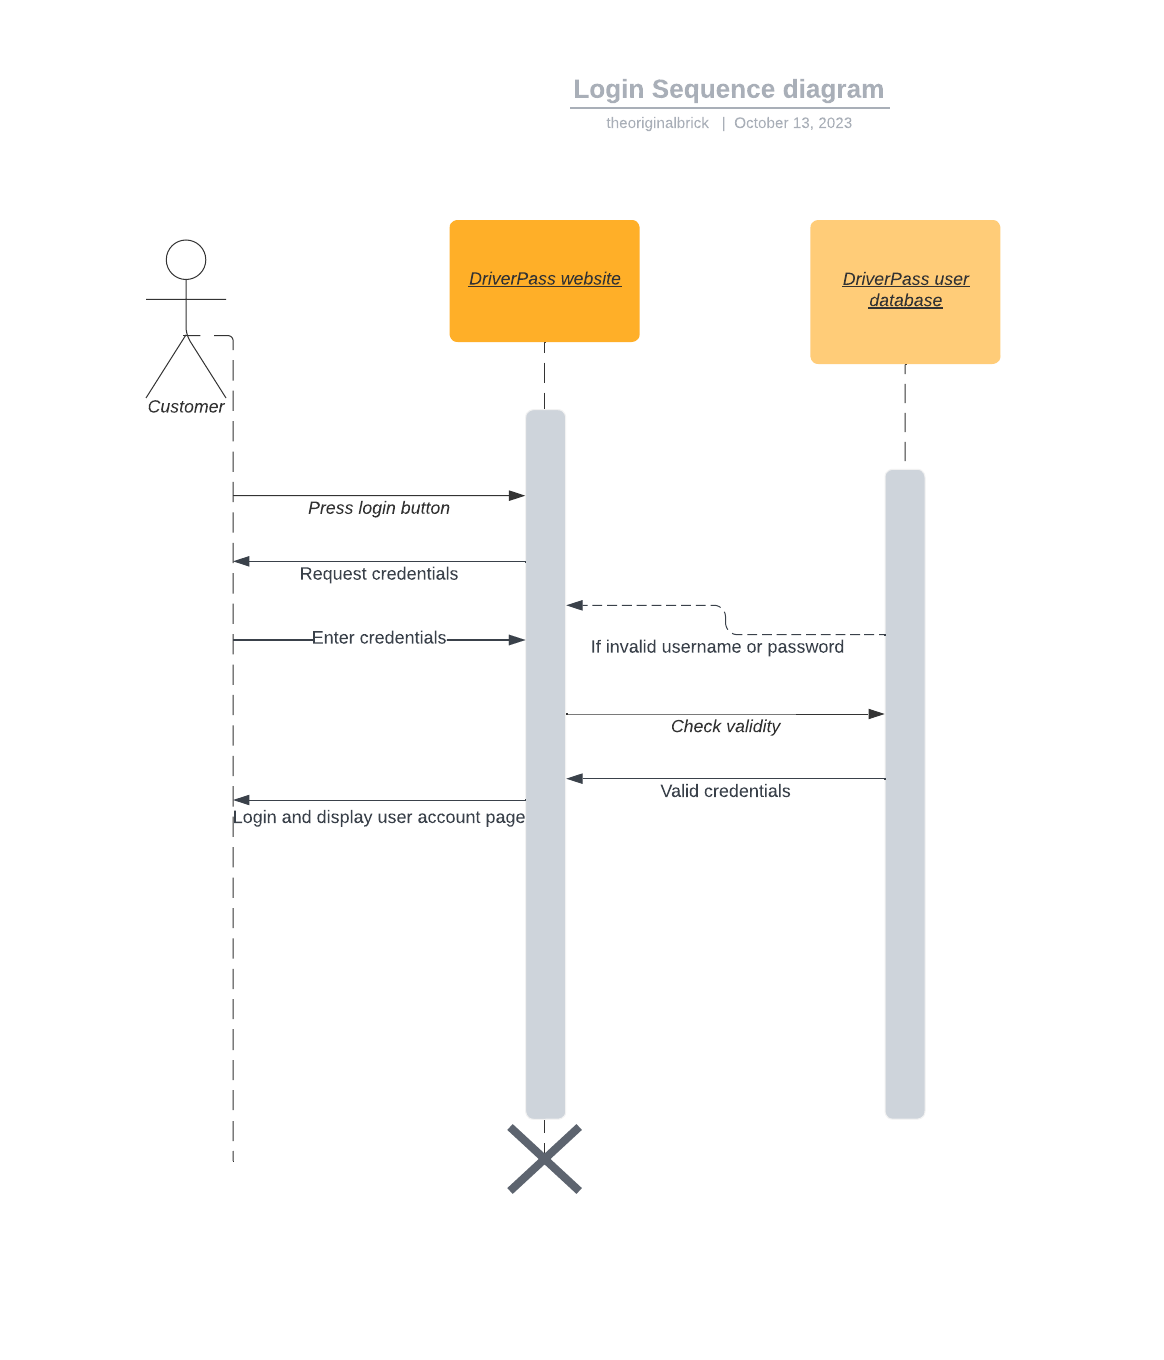 Login Sequence diagram
theoriginalbrick | October 13, 2023
DriverPass website
DriverPass user
database
Customer
Press login button
Request credentials
Enter credentials
If invalid username or password
Check validity
Valid credentials
Login and display user account page